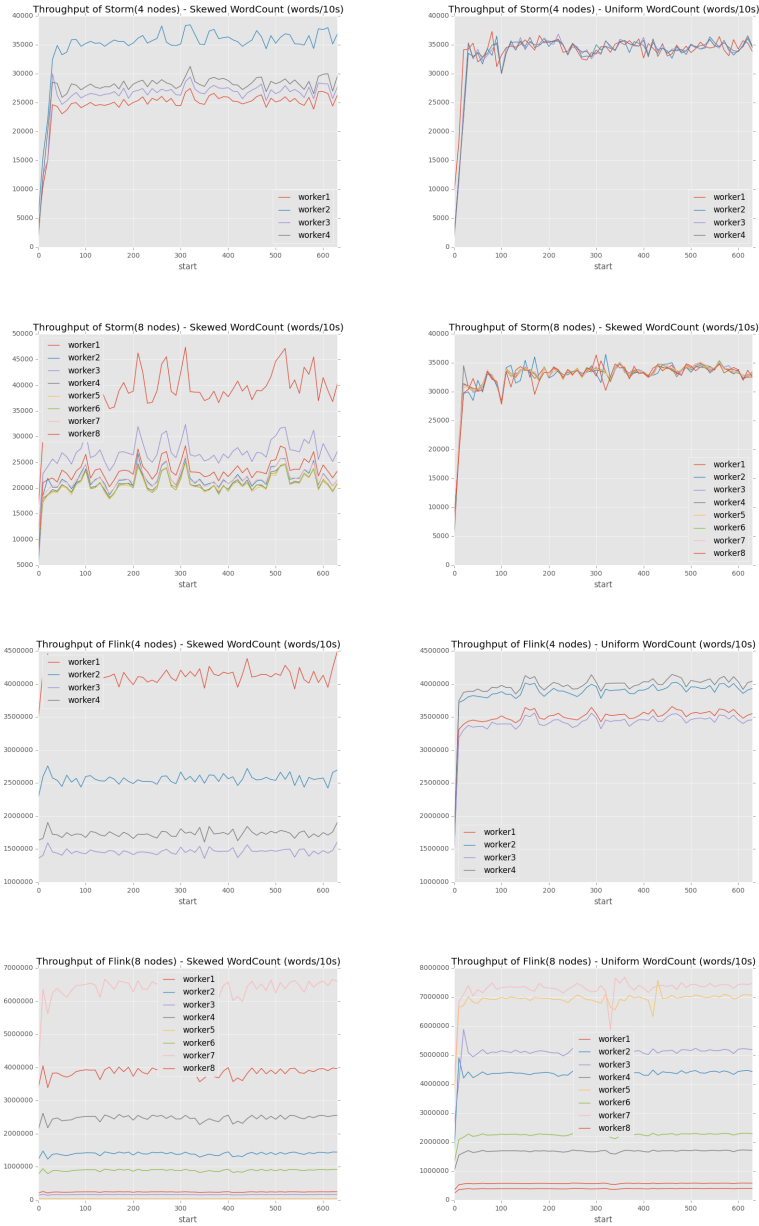 Throughput of Storm(4 nodes) - Skewed WordCount (words/10s)
40000
35000
30000
25000
20000
15000
10000
5000
0
worker1
worker2
worker3
worker4
0 100 200 300 400 500 600
start
Throughput of Storm(4 nodes) - Uniform WordCount (words/10s)
40000
35000
30000
25000
20000
15000
10000
5000
0
worker1
worker2
worker3
worker4
0 100 200 300 400 500 600
start
Throughput of Storm(8 nodes) - Skewed WordCount (words/10s)
50000
45000
40000
35000
30000
25000
20000
15000
10000
5000
worker1
worker2
worker3
worker4
worker5
worker6
worker7
worker8
0 100 200 300 400 500 600
start
Throughput of Storm(8 nodes) - Skewed WordCount (words/10s)
40000
35000
30000
25000
20000
15000
10000
5000
0
worker1
worker2
worker3
worker4
worker5
worker6
worker7
worker8
0 100 200 300 400 500 600
start
Throughput of Flink(4 nodes) - Skewed WordCount (words/10s)
4500000
4000000
3500000
3000000
2500000
2000000
1500000
1000000
worker1
worker2
worker3
worker4
0 100 200 300 400 500 600
start
Throughput of Flink(4 nodes) - Uniform WordCount (words/10s)
4500000
4000000
3500000
3000000
2500000
2000000
1500000
1000000
worker1
worker2
worker3
worker4
0 100 200 300 400 500 600
start
Throughput of Flink(8 nodes) - Skewed WordCount (words/10s)
7000000
6000000
5000000
4000000
3000000
2000000
1000000
0
worker1
worker2
worker3
worker4
worker5
worker6
worker7
worker8
0 100 200 300 400 500 600
start
Throughput of Flink(8 nodes) - Uniform WordCount (words/10s)
8000000
7000000
6000000
5000000
4000000
3000000
2000000
1000000
0
worker1
worker2
worker3
worker4
worker5
worker6
worker7
worker8
0 100 200 300 400 500 600
start